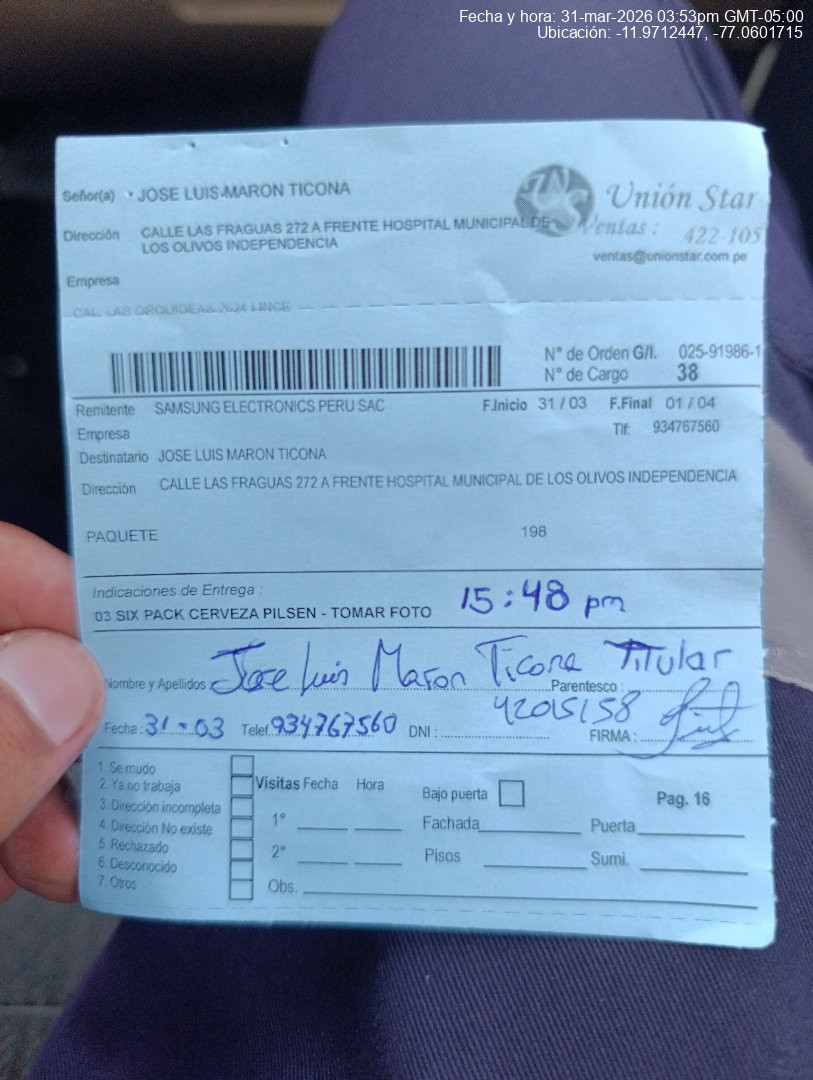 Fecha y hora: 31-mar-2026 03:53pm GMT-05:00
Ubicación: -11.9712447, -77.0601715
Señor(a) JOSE LUIS MARON TICONA
Unión Star
Dirección CALLE LAS FRAGUAS 272 A FRENTE HOSPITAL MUNICIPAL DE
LOS OLIVOS INDEPENDENCIA
Ventas : 422-105
ventas@unionstar.com.pe
Empresa
CAL. LAS ORQUIDEAS 2624 LINCE
N° de Orden G/I. 025-91986-1
N° de Cargo 38
Remitente SAMSUNG ELECTRONICS PERU SAC F.Inicio 31 / 03 F.Final 01 / 04
Empresa Tlf: 934767560
Destinatario JOSE LUIS MARON TICONA
Dirección CALLE LAS FRAGUAS 272 A FRENTE HOSPITAL MUNICIPAL DE LOS OLIVOS INDEPENDENCIA
PAQUETE 198
Indicaciones de Entrega :
03 SIX PACK CERVEZA PILSEN - TOMAR FOTO 15:48 pm
Nombre y Apellidos Jose Luis Maron Ticona Parentesco : Titular
Fecha : 31-03 Telef. 934767560 DNI : 42015158 FIRMA :
1. Se mudo
2. Ya no trabaja
3. Dirección incompleta
4. Dirección No existe
5. Rechazado
6. Desconocido
7. Otros
Visitas Fecha Hora
1°
2°
Obs.
Bajo puerta
Pag. 16
Fachada Puerta
Pisos Sumi.